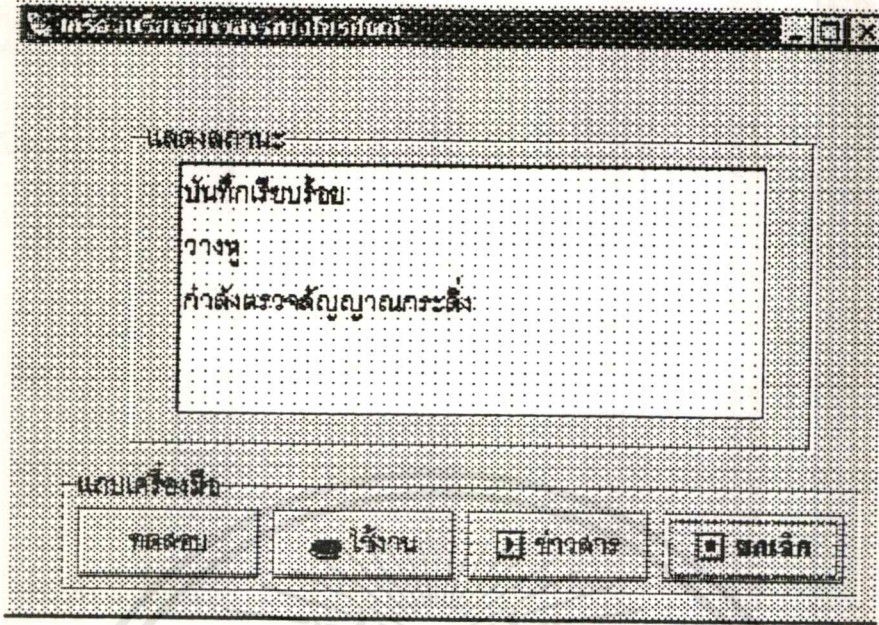 แสดงสถานะ
บันทึกเรียบร้อย
วางหู
กำลังตรวจสัญญาณกระดิ่ง
แถบเครื่องมือ
ทดสอบ
ใช้งาน
ข่าวสาร
ยกเลิก